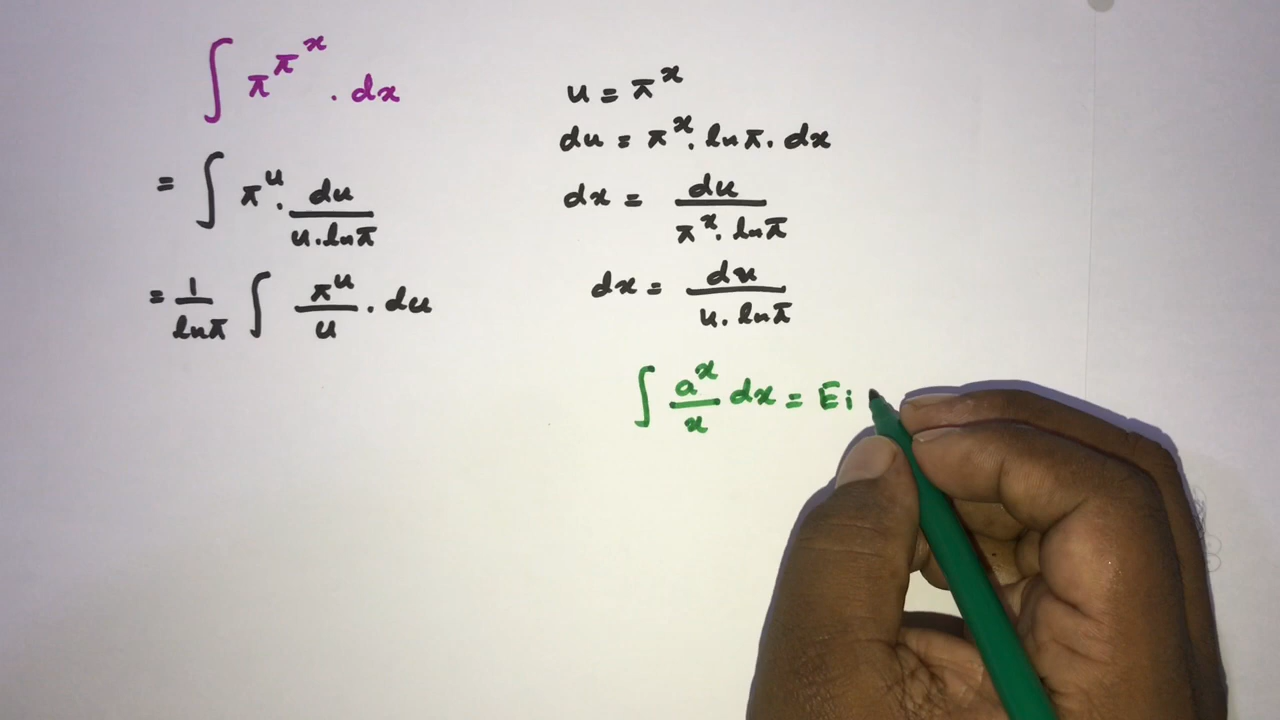 ∫ π^π^x . dx
= ∫ π^u . du/(u . ln π)
= 1/(ln π) ∫ π^u/u . du
u = π^x
du = π^x . ln π . dx
dx = du/(π^x . ln π)
dx = du/(u . ln π)
∫ a^x/x dx = Ei